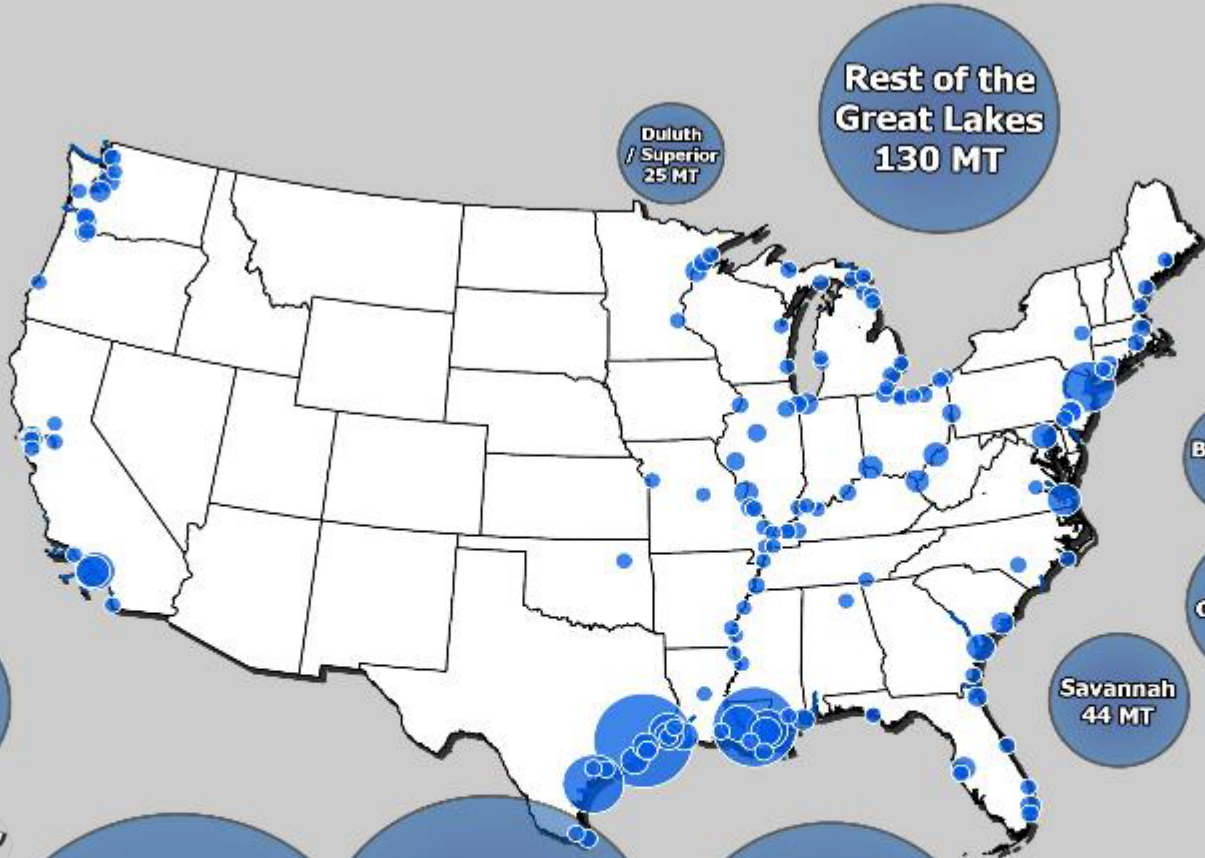 Rest of the
Great Lakes
130 MT
Duluth
/ Superior
25 MT
Savannah
44 MT